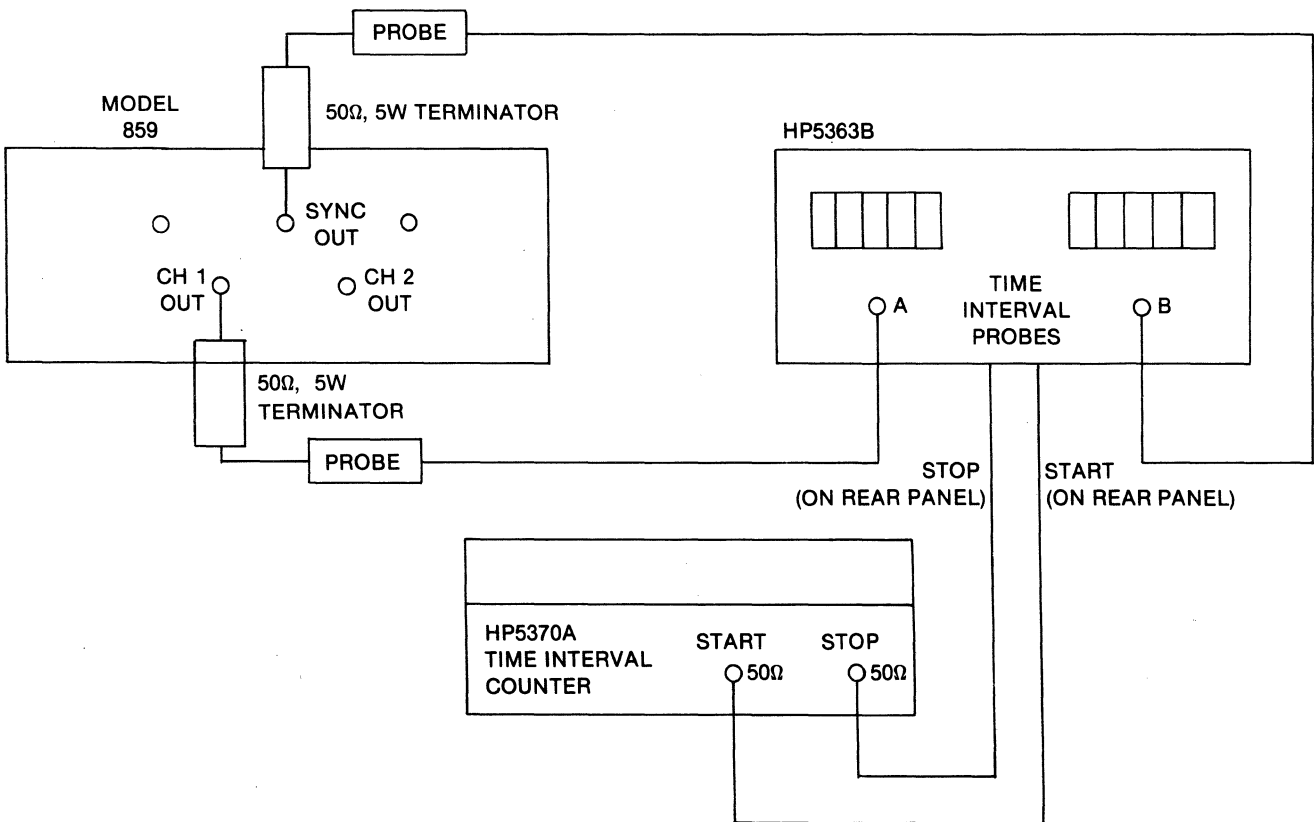 PROBE
MODEL
859
50Ω, 5W TERMINATOR
HP5363B
SYNC
OUT
CH 1
OUT
CH 2
OUT
TIME
INTERVAL
PROBES
A
B
50Ω, 5W
TERMINATOR
PROBE
STOP
(ON REAR PANEL)
START
(ON REAR PANEL)
HP5370A
TIME INTERVAL
COUNTER
START
50Ω
STOP
50Ω